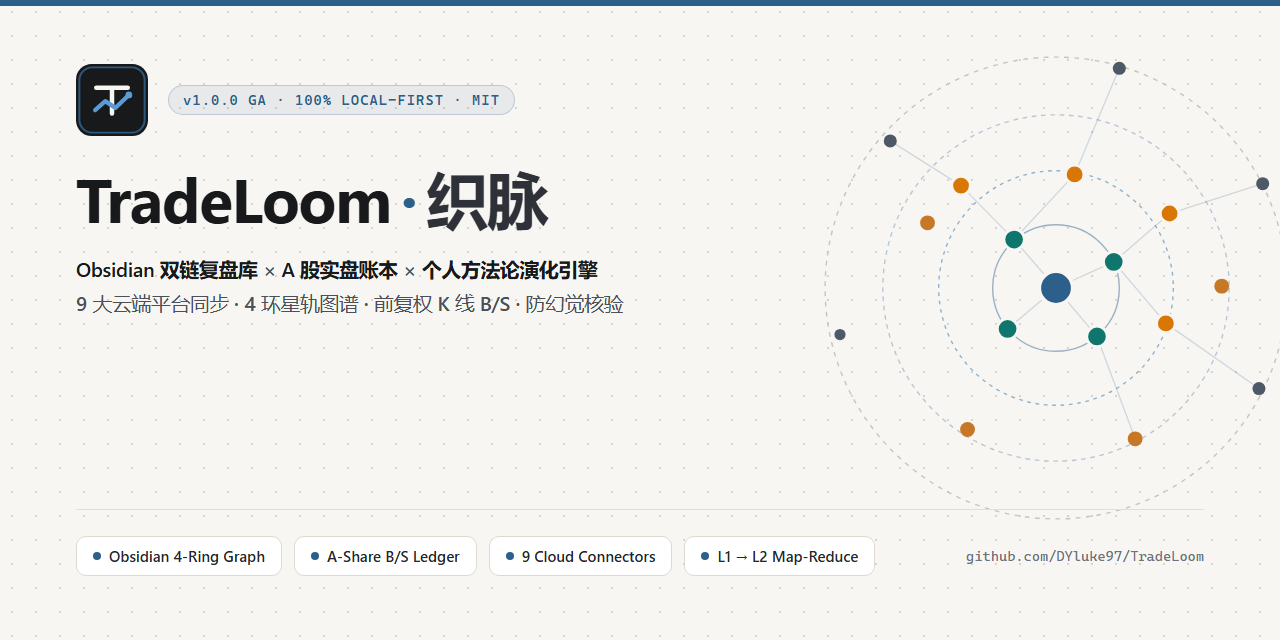 v1.0.0 GA · 100% LOCAL-FIRST · MIT
TradeLoom · 织脉
Obsidian 双链复盘库 × A 股实盘账本 × 个人方法论演化引擎
9 大云端平台同步 · 4 环星轨图谱 · 前复权 K 线 B/S · 防幻觉核验
Obsidian 4-Ring Graph
A-Share B/S Ledger
9 Cloud Connectors
L1 → L2 Map-Reduce
github.com/DYluke97/TradeLoom